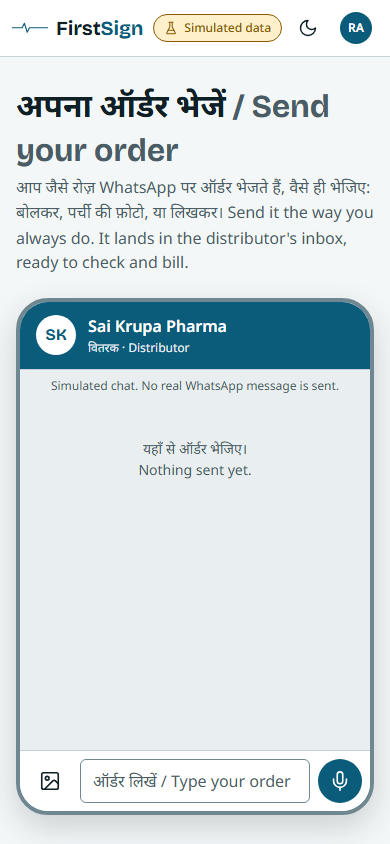 FirstSign
Simulated data
RA
अपना ऑर्डर भेजें / Send
your order
आप जैसे रोज़ WhatsApp पर ऑर्डर भेजते हैं, वैसे ही भेजिए:
बोलकर, पर्ची की फ़ोटो, या लिखकर। Send it the way you
always do. It lands in the distributor's inbox,
ready to check and bill.
SK
Sai Krupa Pharma
वितरक · Distributor
Simulated chat. No real WhatsApp message is sent.
यहाँ से ऑर्डर भेजिए।
Nothing sent yet.
ऑर्डर लिखें / Type your order